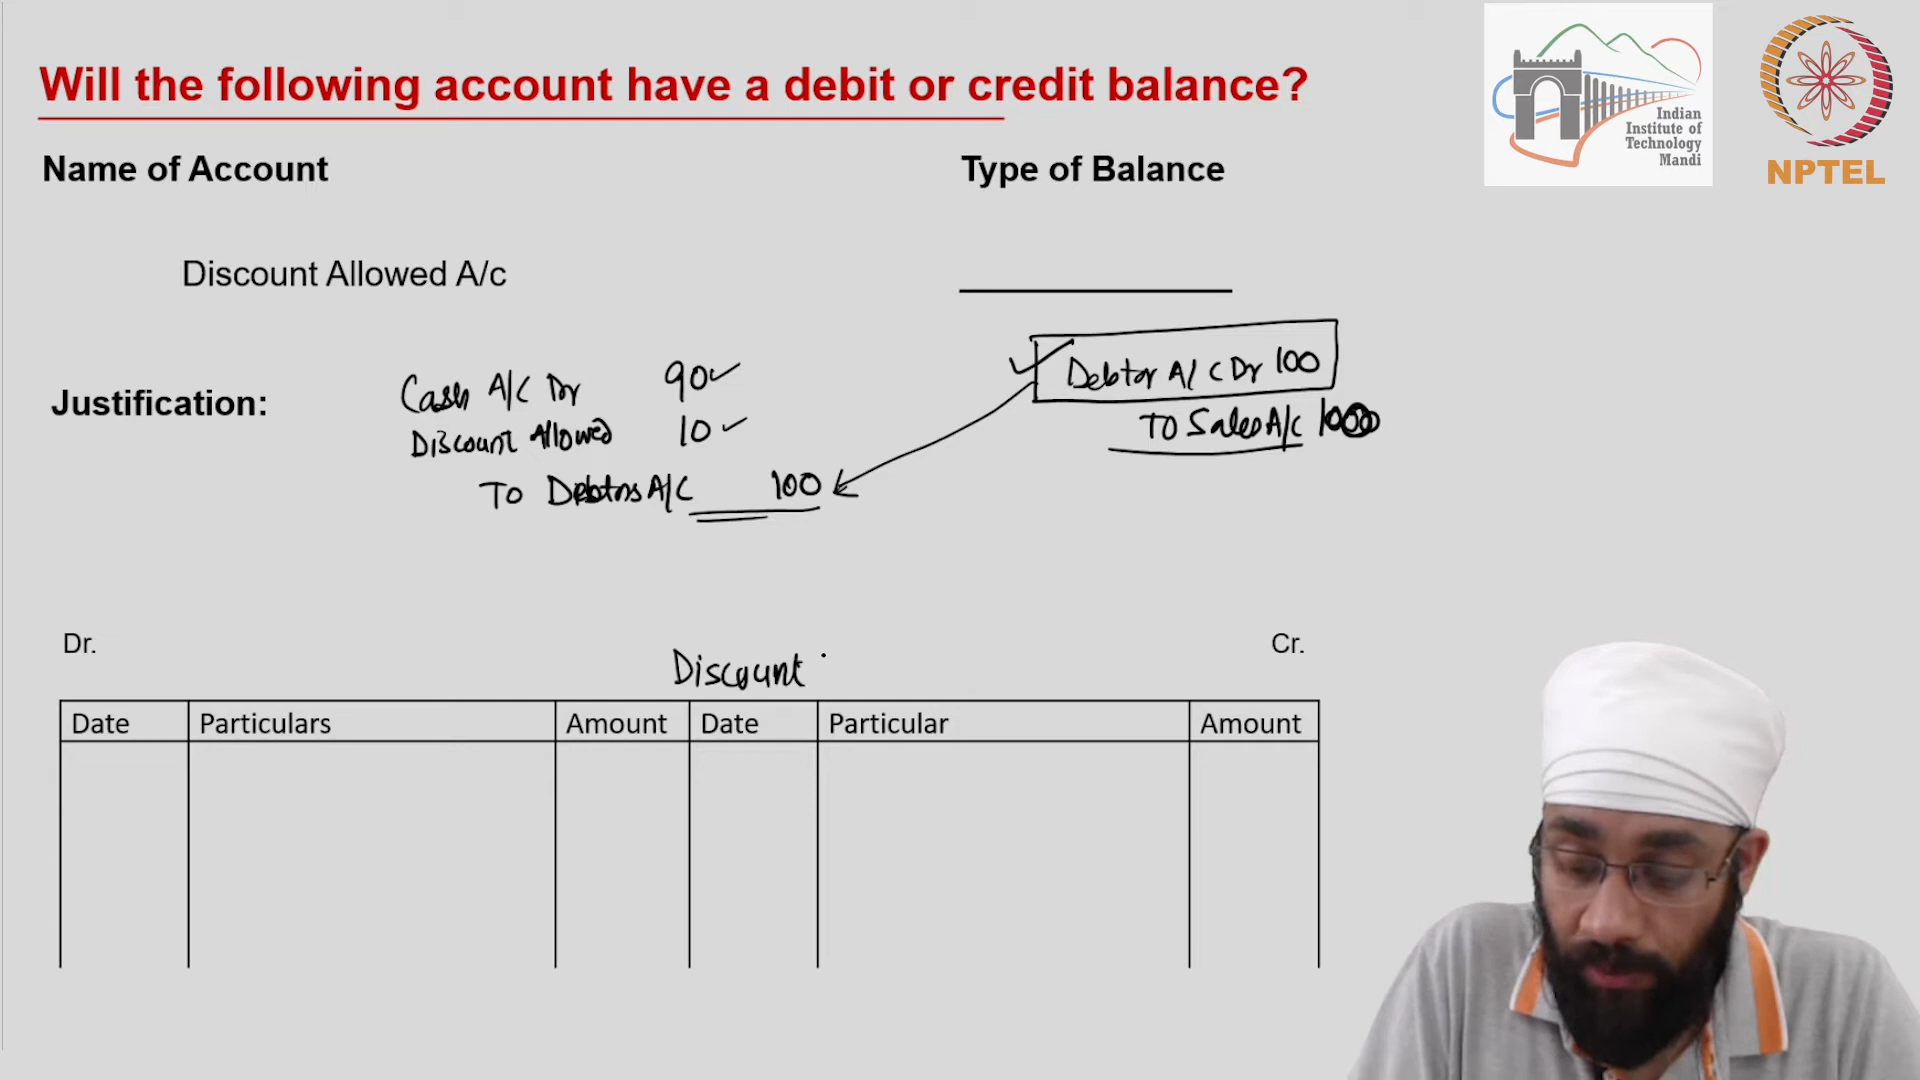 Will the following account have a debit or credit balance?
Indian
Institute of
Technology
Mandi
NPTEL
Name of Account
Type of Balance
Discount Allowed A/c
Justification:
Cash A/C Dr 90
Discount Allowed 10
To Debtors A/C 100
Debtor A/C Dr 100
To Sales A/C 100
Dr.
Discount
Cr.
Date Particulars Amount Date Particular Amount